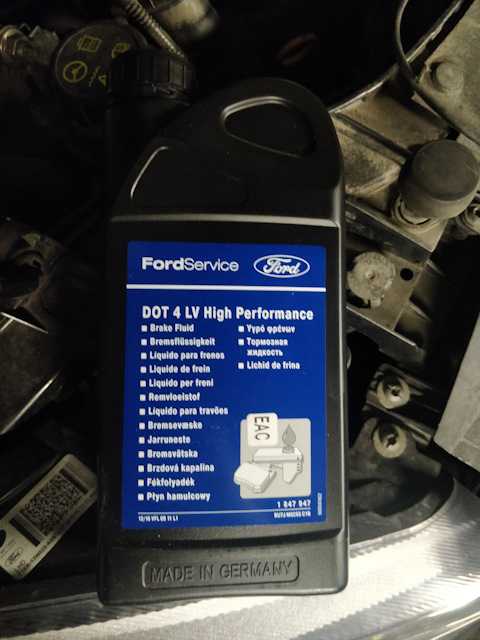 FordService
Ford
DOT 4 LV High Performance
■ Brake Fluid
■ Bremsflüssigkeit
■ Líquido para frenos
■ Liquide de frein
■ Liquido per freni
■ Remvloeistof
■ Líquido para travões
■ Bremsevæske
■ Jarruneste
■ Bromsvätska
■ Brzdová kapalina
■ Fékfolyadék
■ Płyn hamulcowy
■ Υγρό φρένων
■ Тормозная
жидкость
■ Lichid de frina
EAC
1 847 947
MADE IN GERMANY